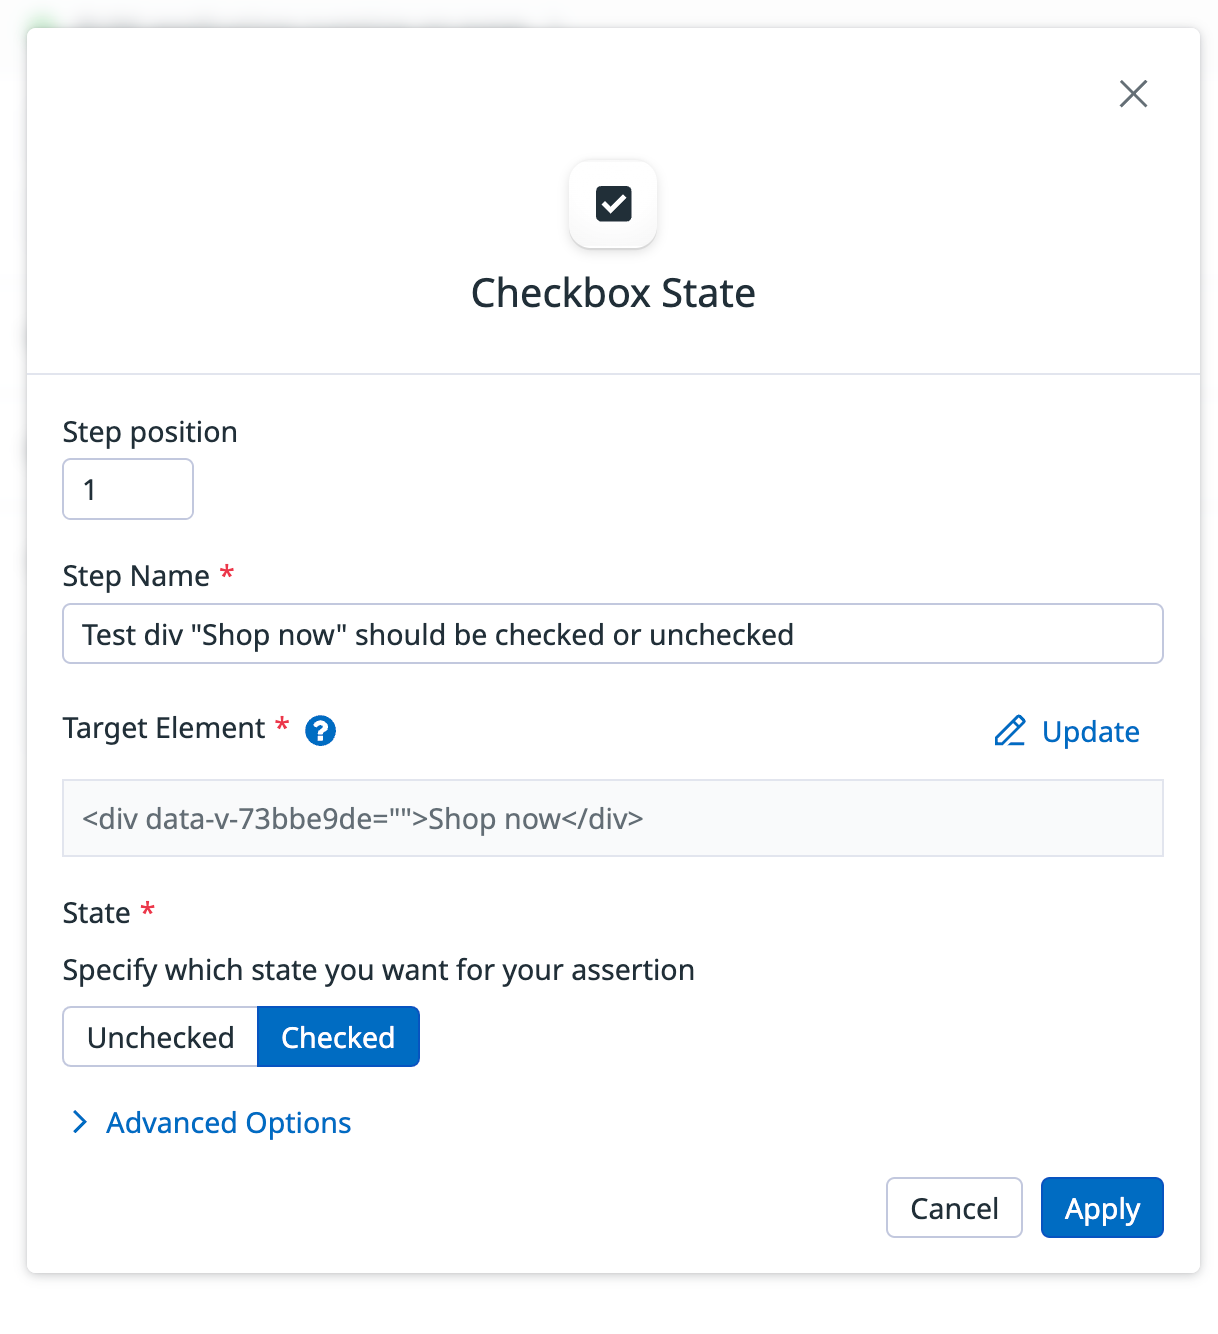 Checkbox State
Step position
1
Step Name *
Test div "Shop now" should be checked or unchecked
Target Element * ?
Update
<div data-v-73bbe9de="">Shop now</div>
State *
Specify which state you want for your assertion
Unchecked Checked
Advanced Options
Cancel Apply